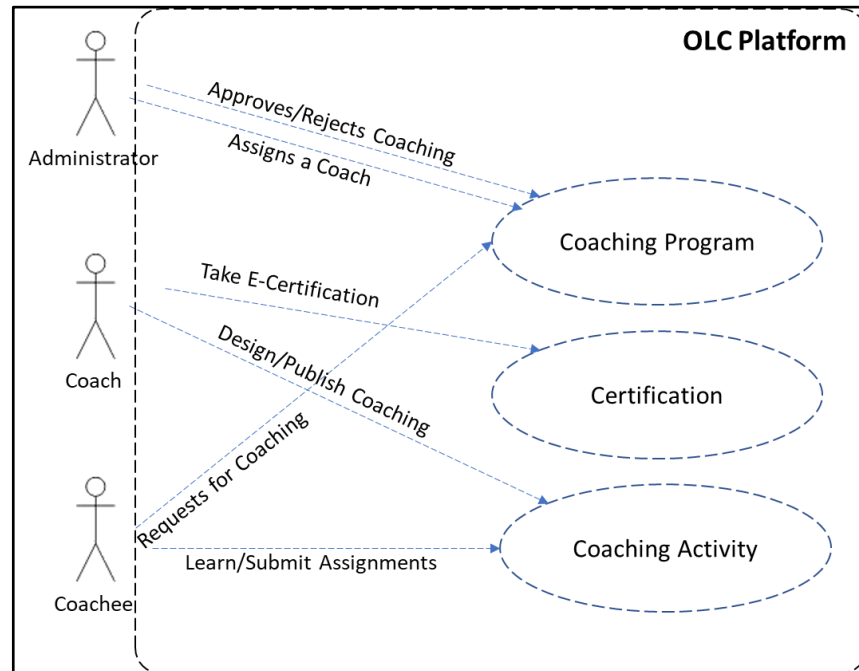 OLC Platform
Approves/Rejects Coaching
Assigns a Coach
Administrator
Coaching Program
Take E-Certification
Coach
Design/Publish Coaching
Certification
Requests for Coaching
Coaching Activity
Learn/Submit Assignments
Coachee